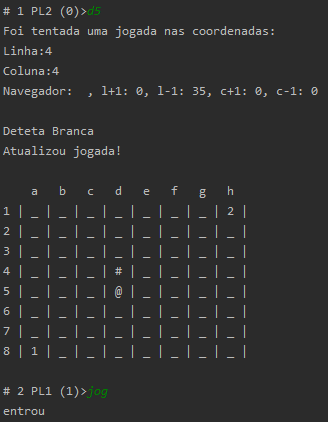 # 1 PL2 (0)>d5
Foi tentada uma jogada nas coordenadas:
Linha:4
Coluna:4
Navegador:  , l+1: 0, l-1: 35, c+1: 0, c-1: 0
Deteta Branca
Atualizou jogada!
a b c d e f g h
1 | _ | _ | _ | _ | _ | _ | _ | 2 |
2 | _ | _ | _ | _ | _ | _ | _ | _ |
3 | _ | _ | _ | _ | _ | _ | _ | _ |
4 | _ | _ | _ | # | _ | _ | _ | _ |
5 | _ | _ | _ | @ | _ | _ | _ | _ |
6 | _ | _ | _ | _ | _ | _ | _ | _ |
7 | _ | _ | _ | _ | _ | _ | _ | _ |
8 | 1 | _ | _ | _ | _ | _ | _ | _ |
# 2 PL1 (1)>jog
entrou